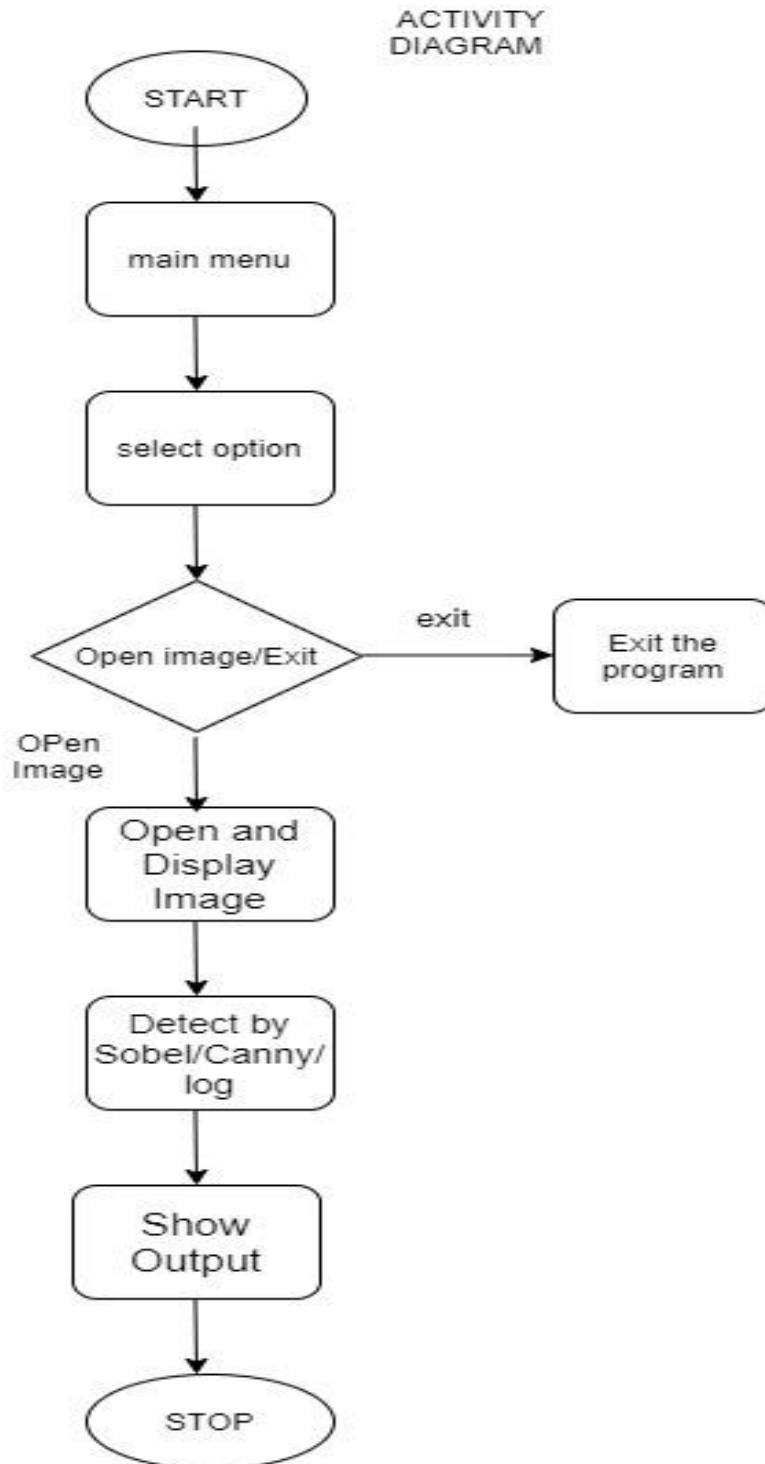 ACTIVITY
DIAGRAM
START
main menu
select option
Open image/Exit
exit
Exit the
program
OPen
Image
Open and
Display
Image
Detect by
Sobel/Canny/
log
Show
Output
STOP